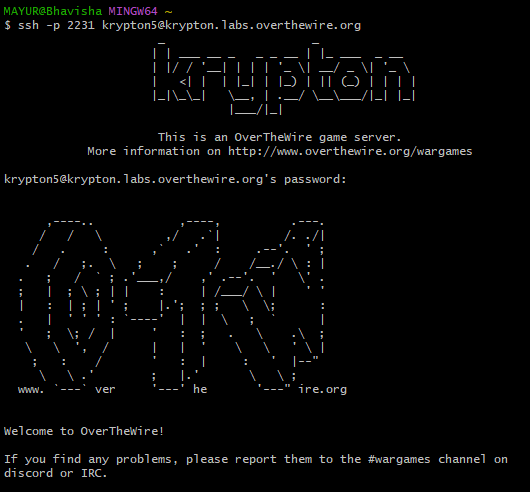 MAYUR@Bhavisha MINGW64 ~
$ ssh -p 2231 krypton5@krypton.labs.overthewire.org
krypton
This is an OverTheWire game server.
More information on http://www.overthewire.org/wargames
krypton5@krypton.labs.overthewire.org's password:
www. ver he ire.org
Welcome to OverTheWire!
If you find any problems, please report them to the #wargames channel on
discord or IRC.